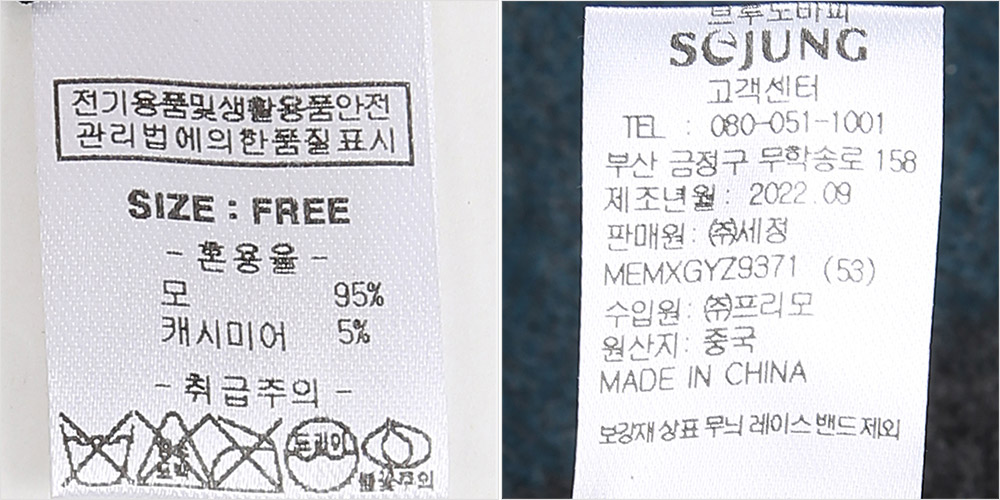 전기용품및생활용품안전
관리법에의한품질표시
SIZE : FREE
- 혼용율 -
모 95%
캐시미어 5%
- 취급주의 -
드라이
브루노바피
SEJUNG
고객센터
TEL : 080-051-1001
부산 금정구 무학송로 158
제조년월 : 2022.09
판매원 : ㈜세정
MEMXGYZ9371 (53)
수입원 : ㈜프리모
원산지 : 중국
MADE IN CHINA
보강재 상표 무늬 레이스 밴드 제외